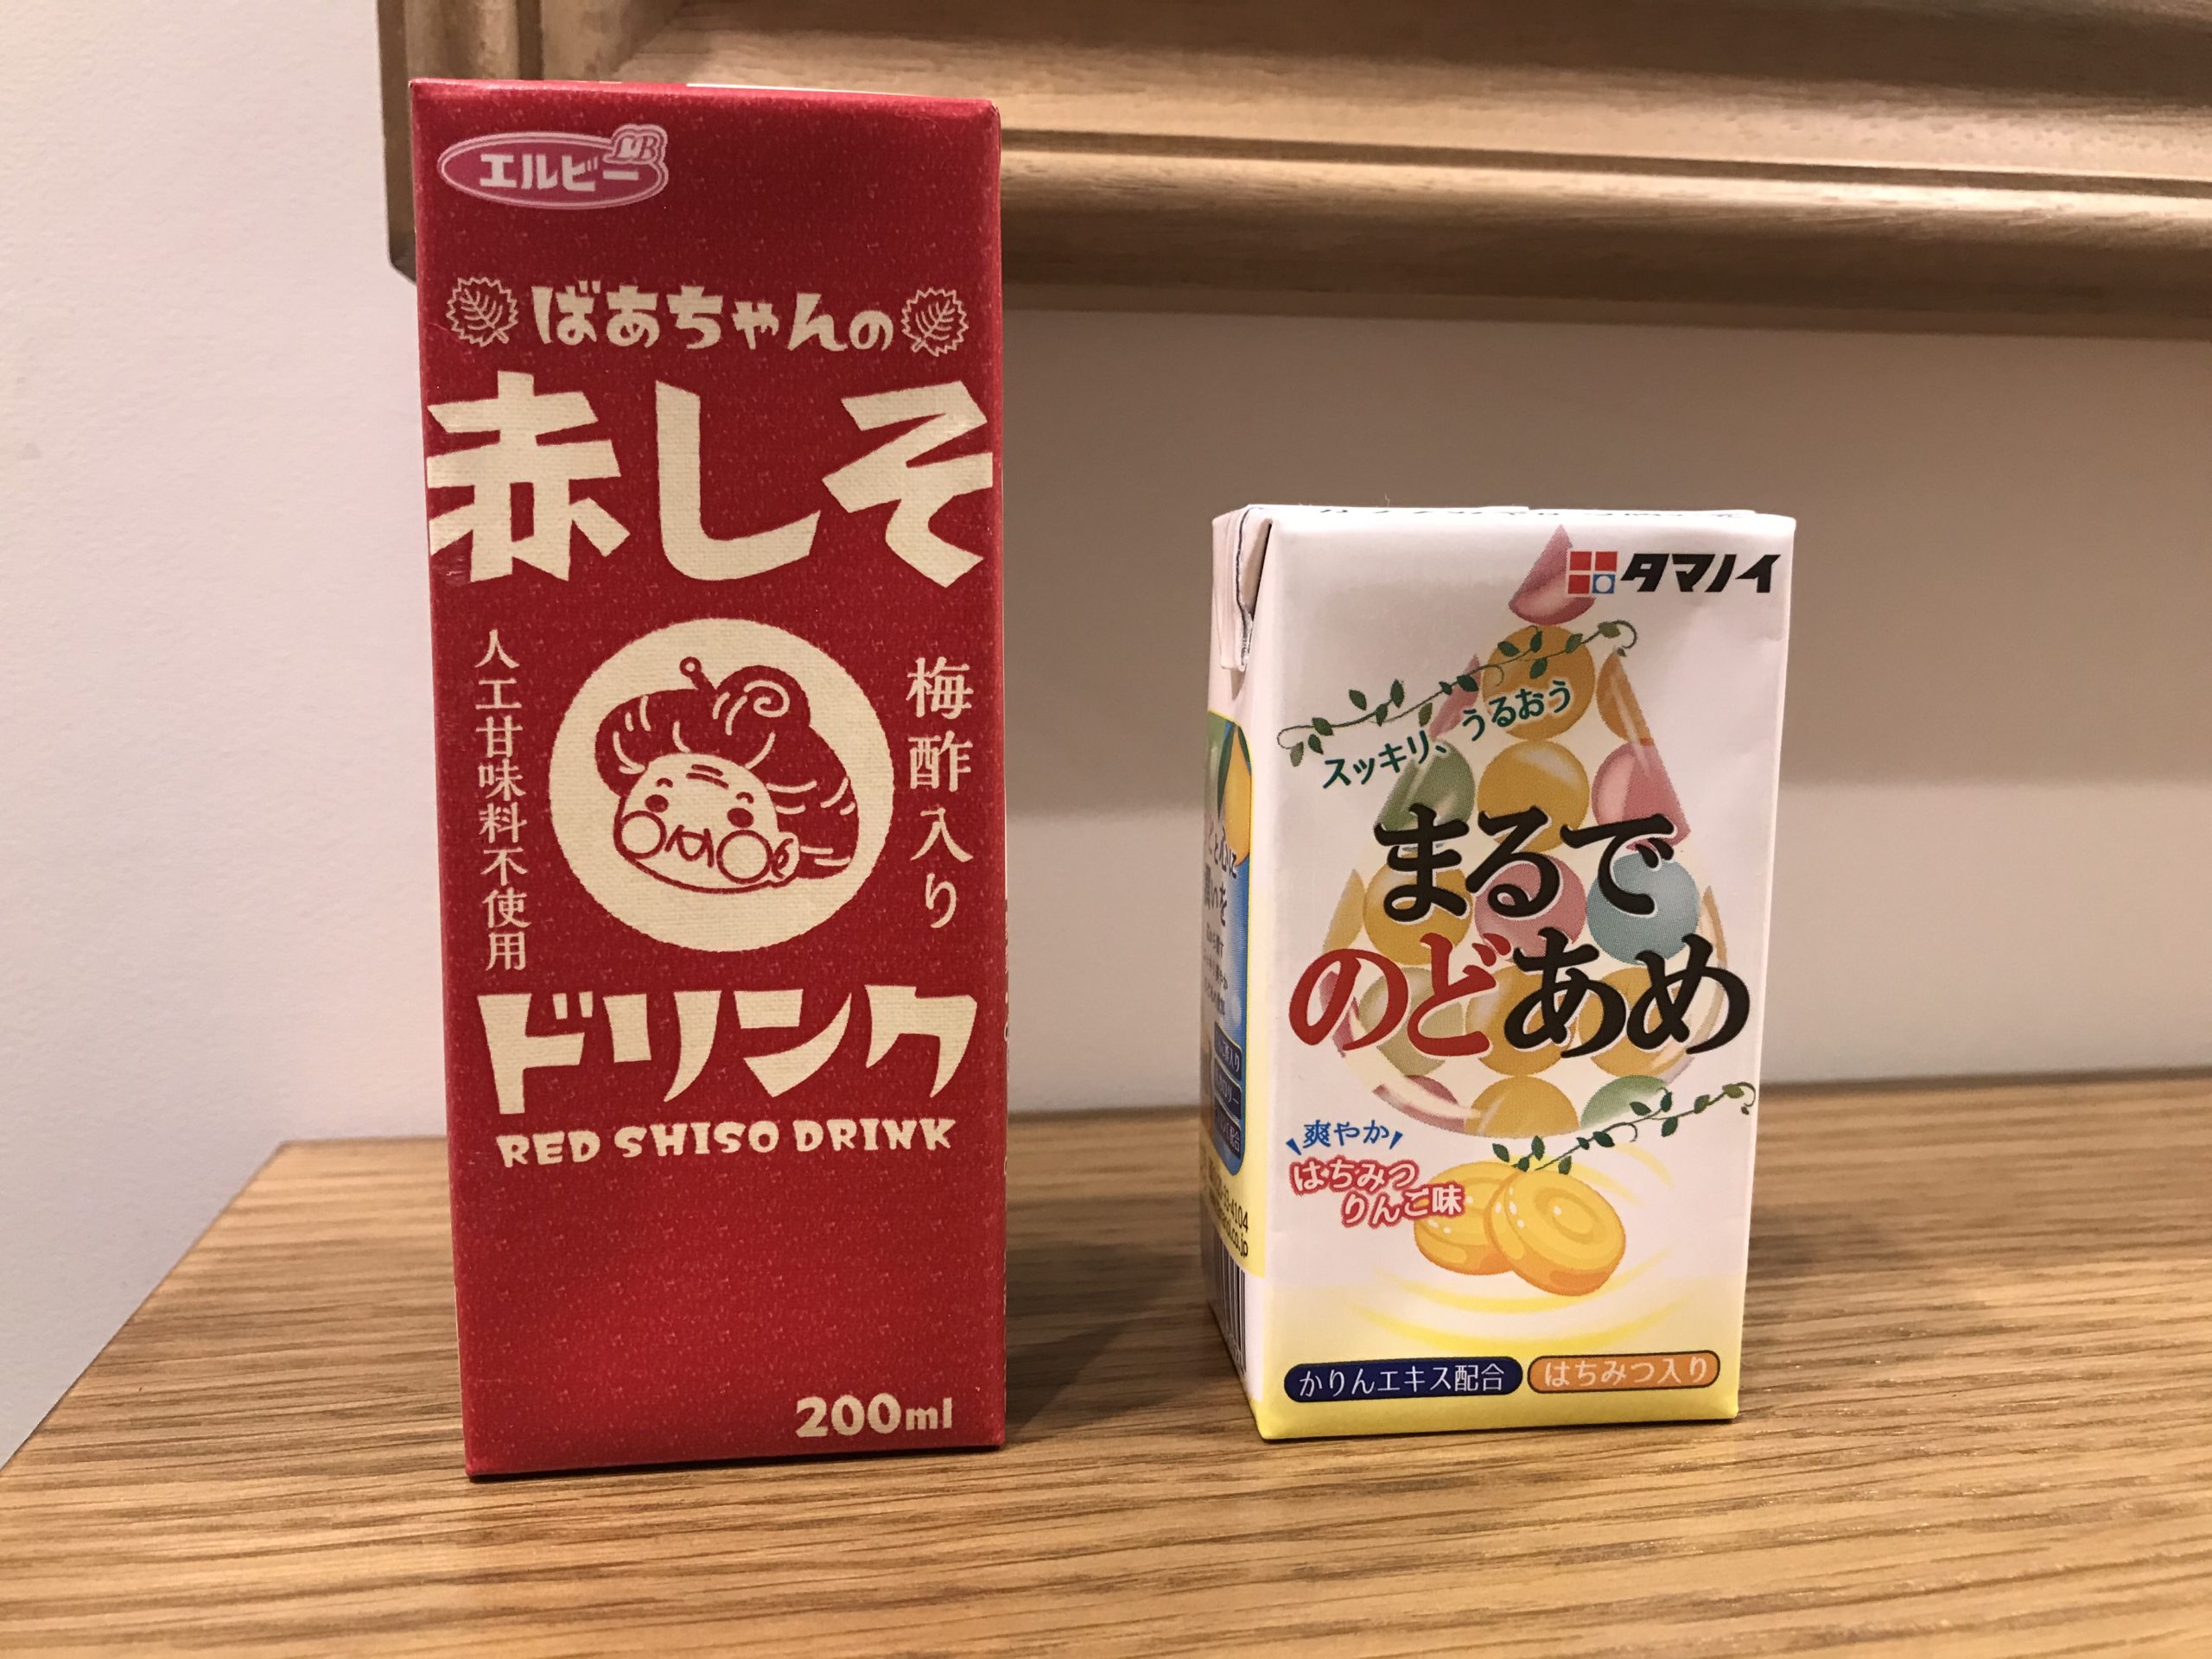 エルビー
LB
ばあちゃんの
赤しそ
梅酢入り
人工甘味料不使用
ドリンク
RED SHISO DRINK
200ml
タマノイ
スッキリ、うるおう
まるで
のどあめ
爽やか
はちみつ
りんご味
かりんエキス配合
はちみつ入り